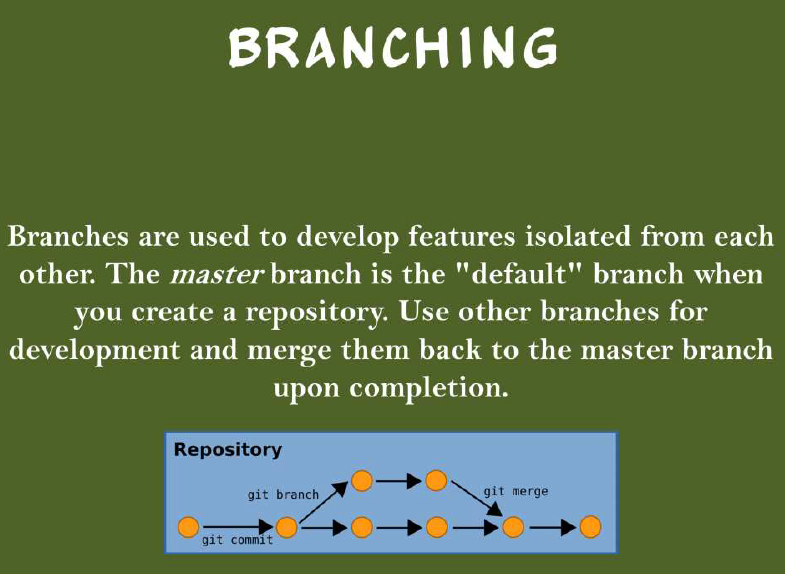 BRANCHING
Branches are used to develop features isolated from each
other. The master branch is the "default" branch when
you create a repository. Use other branches for
development and merge them back to the master branch
upon completion.
Repository
git branch
git merge
git commit